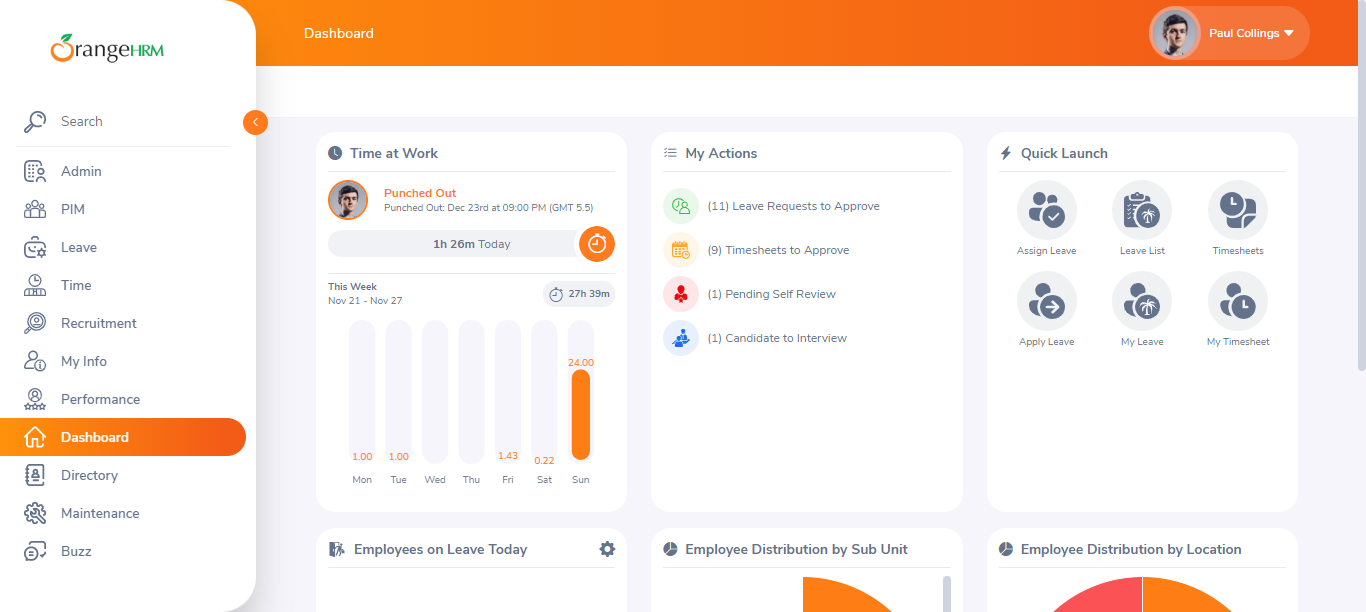 OrangeHRM
Search
Admin
PIM
Leave
Time
Recruitment
My Info
Performance
Dashboard
Directory
Maintenance
Buzz
Dashboard
Paul Collings
Time at Work
Punched Out
Punched Out: Dec 23rd at 09:00 PM (GMT 5.5)
1h 26m Today
This Week
Nov 21 - Nov 27
27h 39m
24.00
1.00 1.00 1.43 0.22
Mon Tue Wed Thu Fri Sat Sun
My Actions
(11) Leave Requests to Approve
(9) Timesheets to Approve
(1) Pending Self Review
(1) Candidate to Interview
Quick Launch
Assign Leave Leave List Timesheets
Apply Leave My Leave My Timesheet
Employees on Leave Today
Employee Distribution by Sub Unit
Employee Distribution by Location